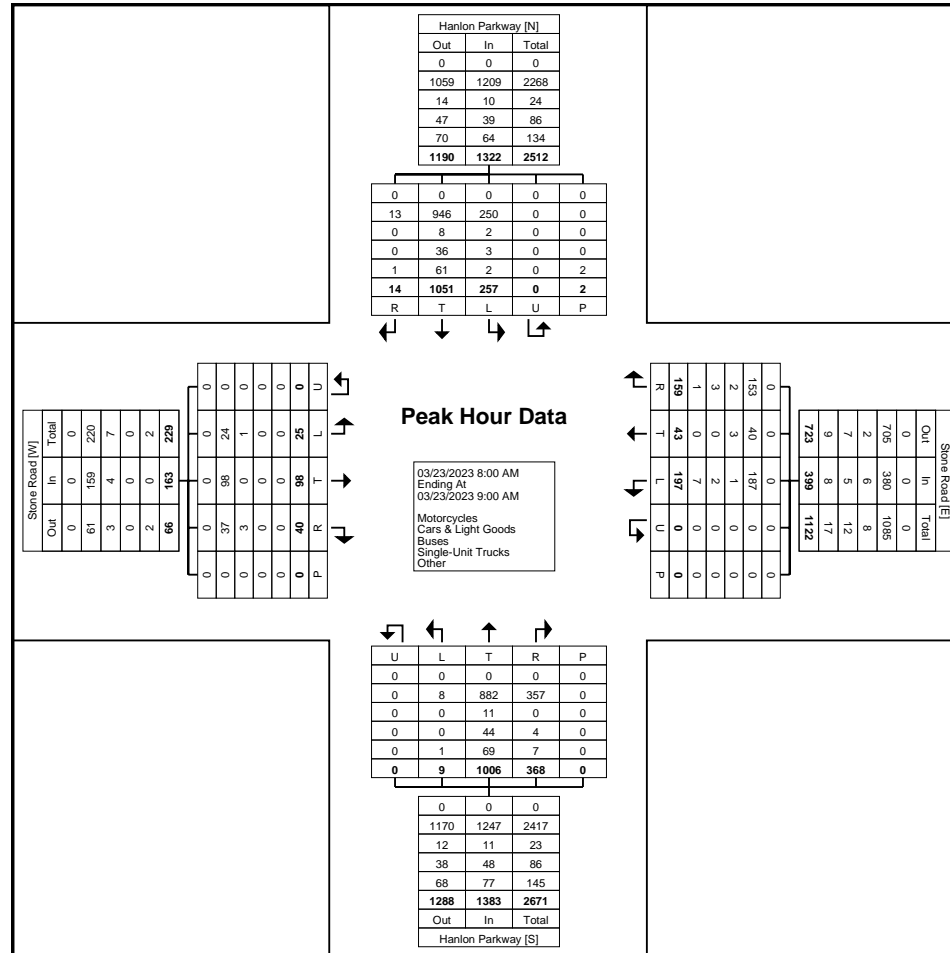 Hanlon Parkway [N]
Out In Total
0 0 0
1059 1209 2268
14 10 24
47 39 86
70 64 134
1190 1322 2512
0 0 0 0 0
13 946 250 0 0
0 8 2 0 0
0 36 3 0 0
1 61 2 0 2
14 1051 257 0 2
R T L U P
Stone Road [W]
Out In Total
0 0 0
61 159 220
3 4 7
0 0 0
2 0 2
66 163 229
0 0 0 0 0
0 37 98 24 0
0 3 0 1 0
0 0 0 0 0
0 0 0 0 0
0 40 98 25 0
P R T L U
Peak Hour Data
03/23/2023 8:00 AM
Ending At
03/23/2023 9:00 AM
Motorcycles
Cars & Light Goods
Buses
Single-Unit Trucks
Other
Stone Road [E]
Out In Total
0 0 0
705 380 1085
2 6 8
7 5 12
9 8 17
723 399 1122
0 0 0 0 0
153 40 187 0 0
2 3 1 0 0
3 0 2 0 0
1 0 7 0 0
159 43 197 0 0
R T L U P
U L T R P
0 0 0 0 0
0 8 882 357 0
0 0 11 0 0
0 0 44 4 0
0 1 69 7 0
0 9 1006 368 0
0 0 0
1170 1247 2417
12 11 23
38 48 86
68 77 145
1288 1383 2671
Out In Total
Hanlon Parkway [S]